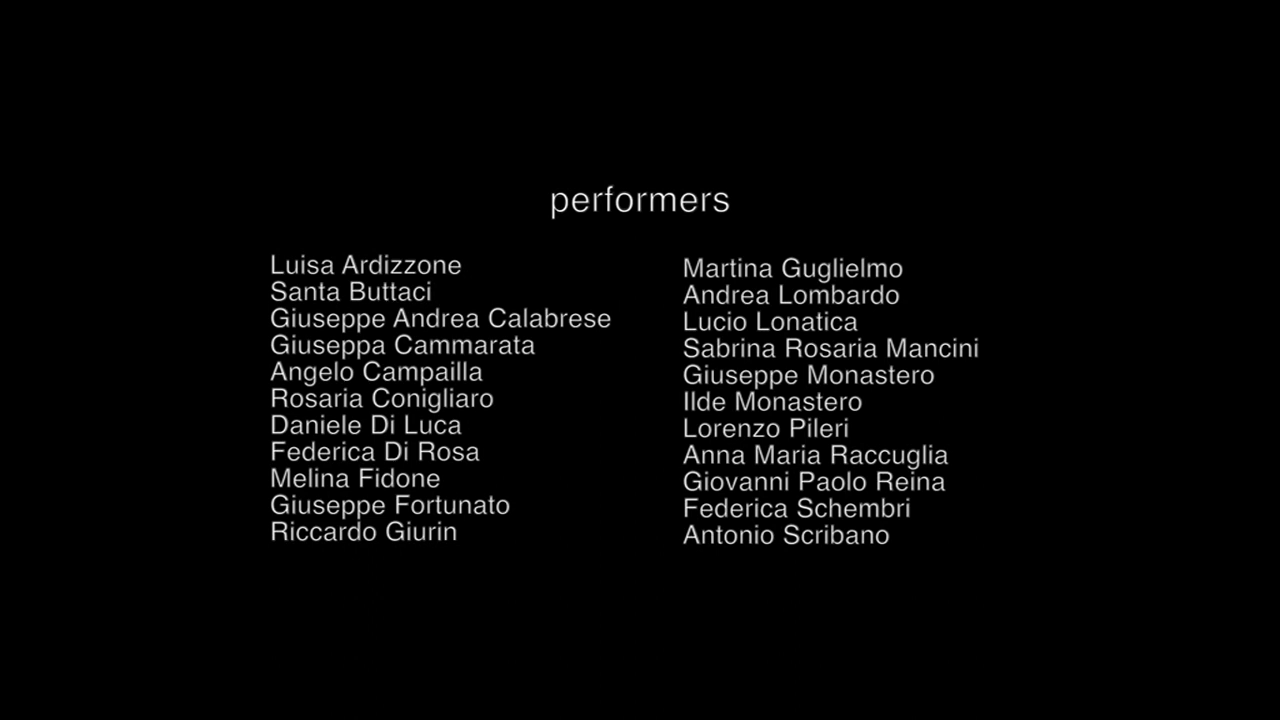 performers
Luisa Ardizzone
Santa Buttaci
Giuseppe Andrea Calabrese
Giuseppa Cammarata
Angelo Campailla
Rosaria Conigliaro
Daniele Di Luca
Federica Di Rosa
Melina Fidone
Giuseppe Fortunato
Riccardo Giurin
Martina Guglielmo
Andrea Lombardo
Lucio Lonatica
Sabrina Rosaria Mancini
Giuseppe Monastero
Ilde Monastero
Lorenzo Pileri
Anna Maria Raccuglia
Giovanni Paolo Reina
Federica Schembri
Antonio Scribano